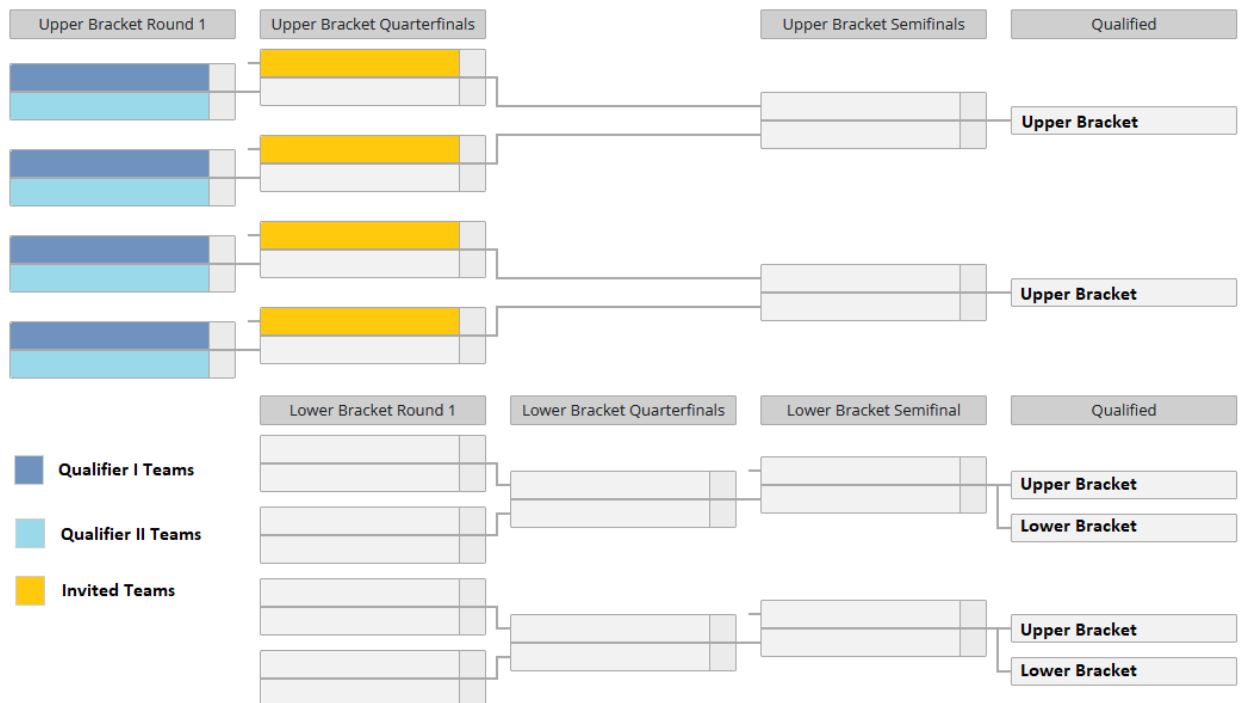 Upper Bracket Round 1
Upper Bracket Quarterfinals
Upper Bracket Semifinals
Qualified
Upper Bracket
Upper Bracket
Lower Bracket Round 1
Lower Bracket Quarterfinals
Lower Bracket Semifinal
Qualified
Qualifier I Teams
Upper Bracket
Qualifier II Teams
Lower Bracket
Invited Teams
Upper Bracket
Lower Bracket